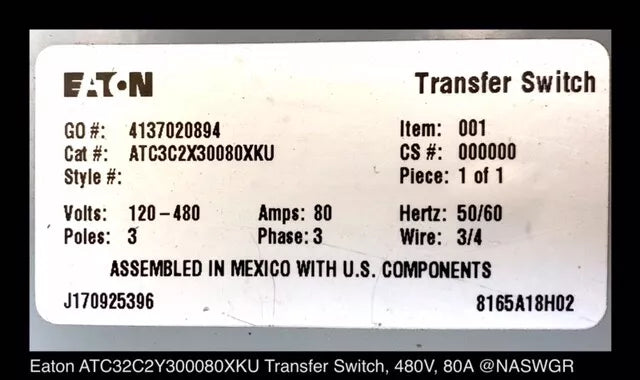 EATON Transfer Switch
GO #: 4137020894 Item: 001
Cat #: ATC3C2X30080XKU CS #: 000000
Style #: Piece: 1 of 1
Volts: 120-480 Amps: 80 Hertz: 50/60
Poles: 3 Phase: 3 Wire: 3/4
ASSEMBLED IN MEXICO WITH U.S. COMPONENTS
J170925396 8165A18H02
Eaton ATC32C2Y300080XKU Transfer Switch, 480V, 80A @NASWGR